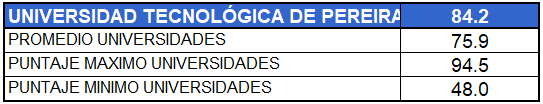 UNIVERSIDAD TECNOLÓGICA DE PEREIRA 84.2
PROMEDIO UNIVERSIDADES 75.9
PUNTAJE MAXIMO UNIVERSIDADES 94.5
PUNTAJE MINIMO UNIVERSIDADES 48.0